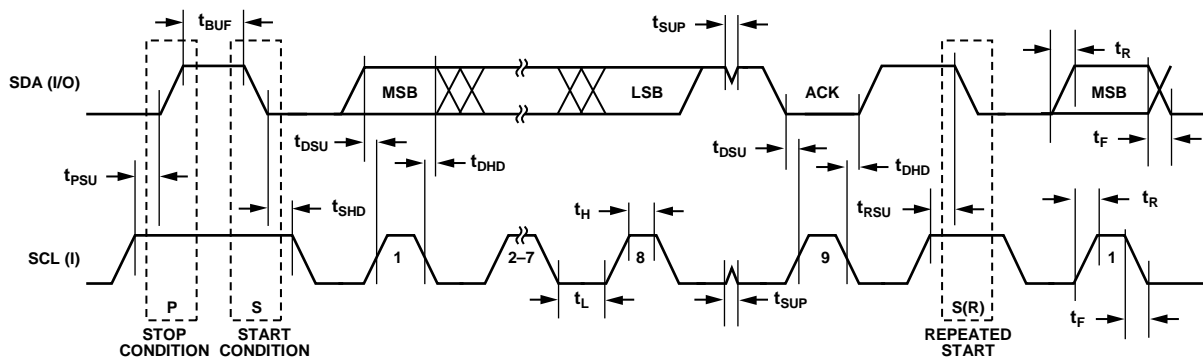 tBUF
tSUP
tR
SDA (I/O)
MSB
LSB
ACK
MSB
tDSU
tDHD
tDSU
tDHD
tF
tPSU
tSHD
tH
tRSU
tR
SCL (I)
1
2–7
8
9
1
tL
tSUP
tF
P
S
S(R)
STOP
CONDITION
START
CONDITION
REPEATED
START